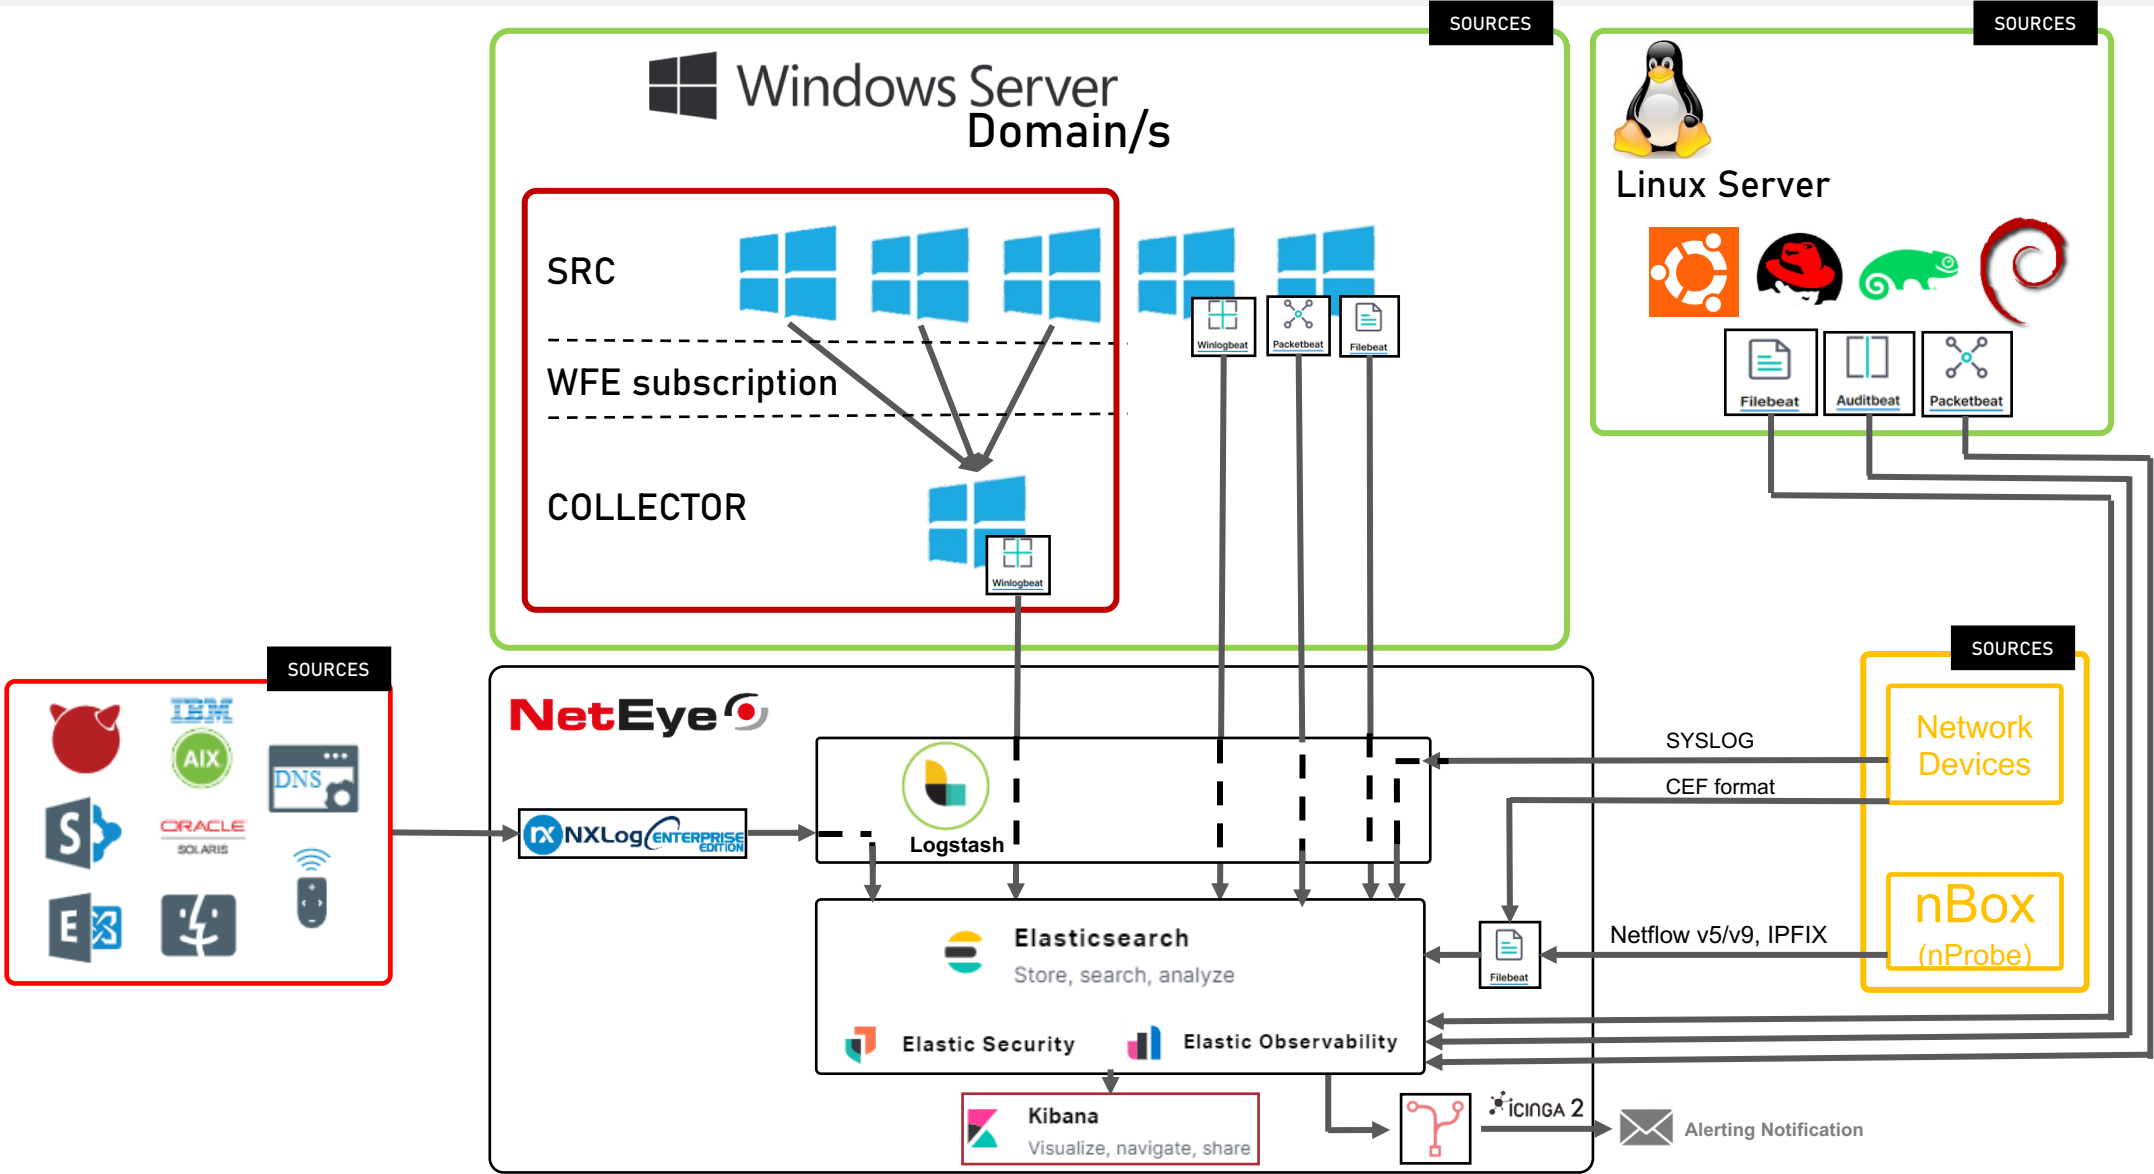 SOURCES
SOURCES
Windows Server
Domain/s
Linux Server
SRC
Winlogbeat
Packetbeat
Filebeat
WFE subscription
Filebeat
Auditbeat
Packetbeat
COLLECTOR
Winlogbeat
SOURCES
SOURCES
NetEye
IBM
AIX
DNS
S
ORACLE
SOLARIS
E
NXLog ENTERPRISE
EDITION
Logstash
SYSLOG
CEF format
Network
Devices
nBox
(nProbe)
Netflow v5/v9, IPFIX
Filebeat
Elasticsearch
Store, search, analyze
Elastic Security
Elastic Observability
Kibana
Visualize, navigate, share
ICINGA 2
Alerting Notification